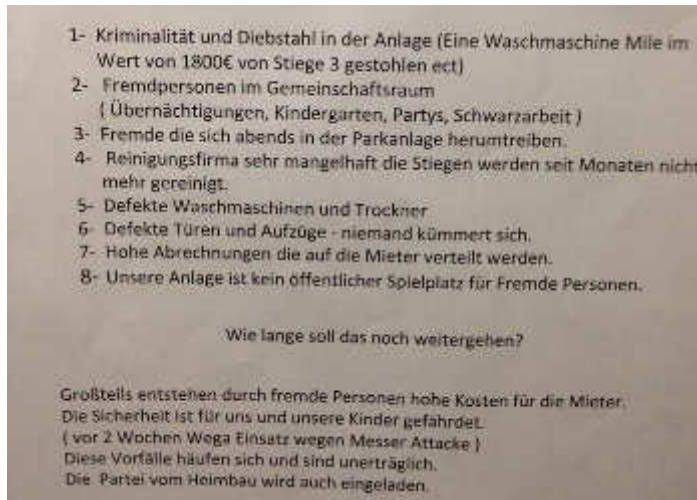 1- Kriminalität und Diebstahl in der Anlage (Eine Waschmaschine Mile im
Wert von 1800€ von Stiege 3 gestohlen ect)
2- Fremdpersonen im Gemeinschaftsraum
( Übernächtigungen, Kindergarten, Partys, Schwarzarbeit )
3- Fremde die sich abends in der Parkanlage herumtreiben.
4- Reinigungsfirma sehr mangelhaft die Stiegen werden seit Monaten nicht
mehr gereinigt.
5- Defekte Waschmaschinen und Trockner
6- Defekte Türen und Aufzüge - niemand kümmert sich.
7- Hohe Abrechnungen die auf die Mieter verteilt werden.
8- Unsere Anlage ist kein öffentlicher Spielplatz für Fremde Personen.
Wie lange soll das noch weitergehen?
Großteils entstehen durch fremde Personen hohe Kosten für die Mieter.
Die Sicherheit ist für uns und unsere Kinder gefährdet.
( vor 2 Wochen Wega Einsatz wegen Messer Attacke )
Diese Vorfälle häufen sich und sind unerträglich.
Die Partei vom Heimbau wird auch eingeladen.